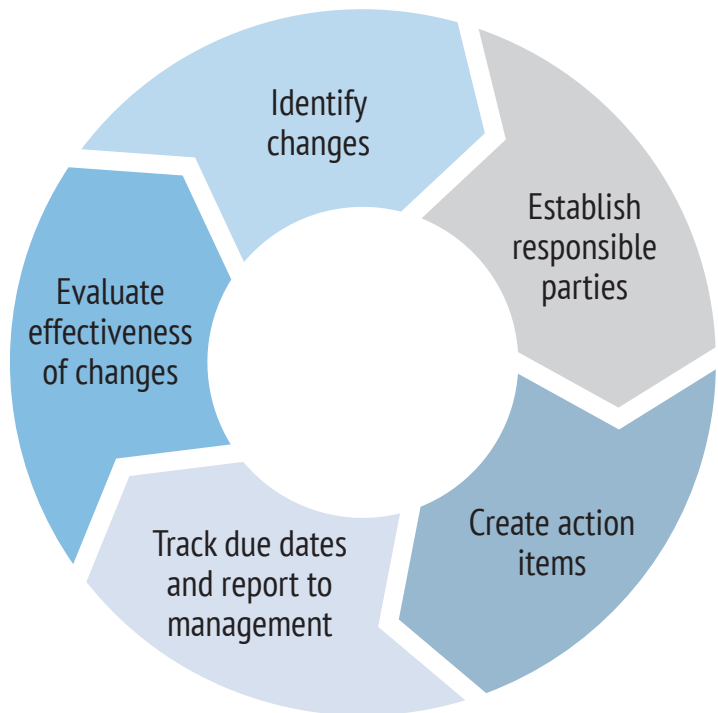 Identify
changes
Establish
responsible
parties
Create action
items
Track due dates
and report to
management
Evaluate
effectiveness
of changes